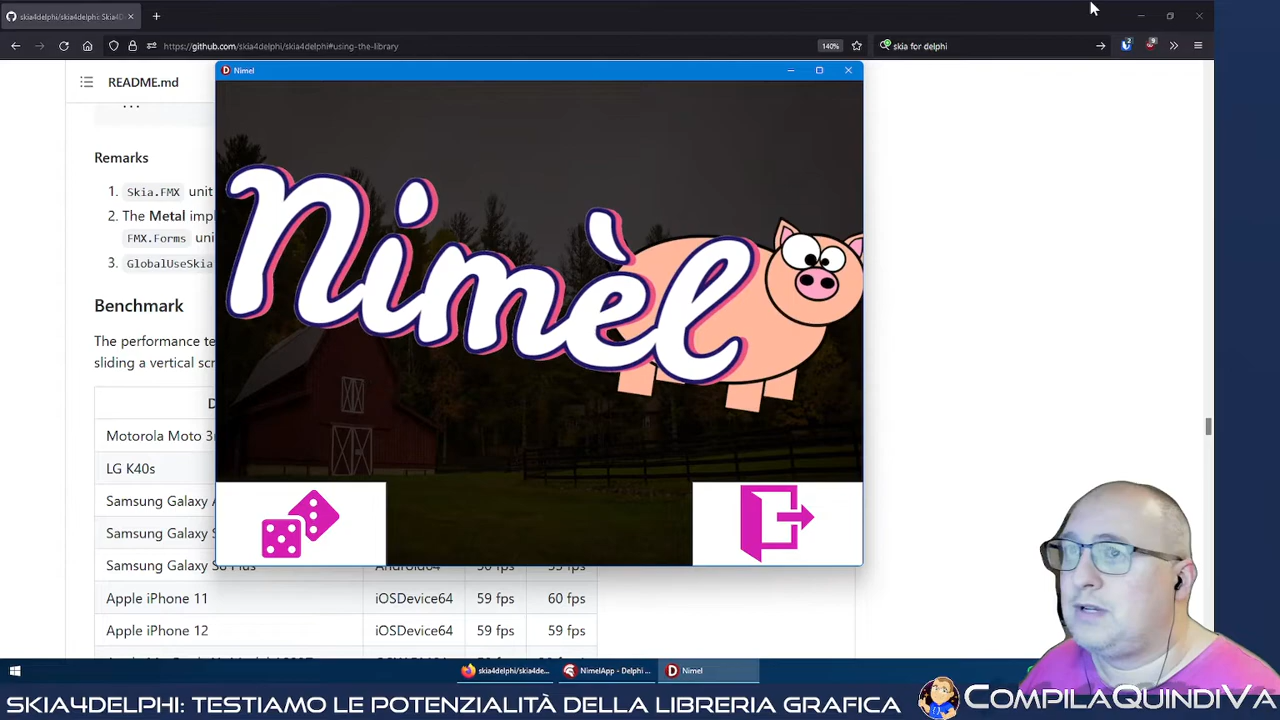 skia4delphi/skia4delphi: Skia4D
https://github.com/skia4delphi/skia4delphi#using-the-library
140%
skia for delphi
2
9
README.md
Nimel
...
Remarks
1. Skia.FMX unit
2. The Metal impl
FMX.Forms uni
3. GlobalUseSkia
Benchmark
The performance te
sliding a vertical scr
Nimèl
D
Motorola Moto
LG K40s
Samsung Galaxy A
Samsung Galaxy S
Samsung Galaxy Plus
Apple iPhone 11 iOSDevice64 59 fps 60 fps
Apple iPhone 12 iOSDevice64 59 fps 59 fps
skia4delphi/skia4de...
NimelApp - Delphi ...
Nimel
SKIA4DELPHI: TESTIAMO LE POTENZIALITÀ DELLA LIBRERIA GRAFICA
COMPILAQUINDIVA